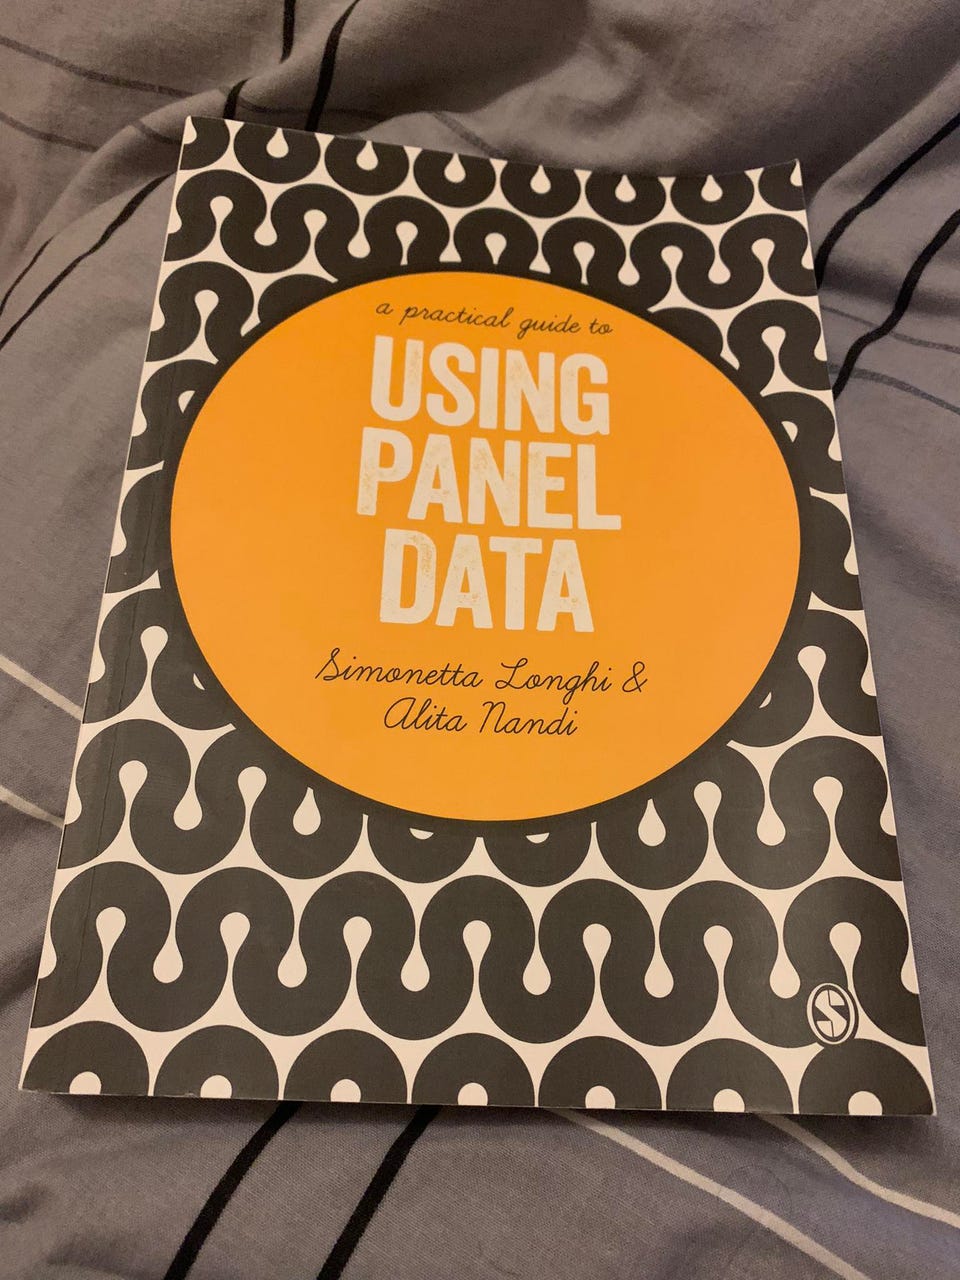 a practical guide to
USING
PANEL
DATA
Simonetta Longhi &
Alita Nandi
S